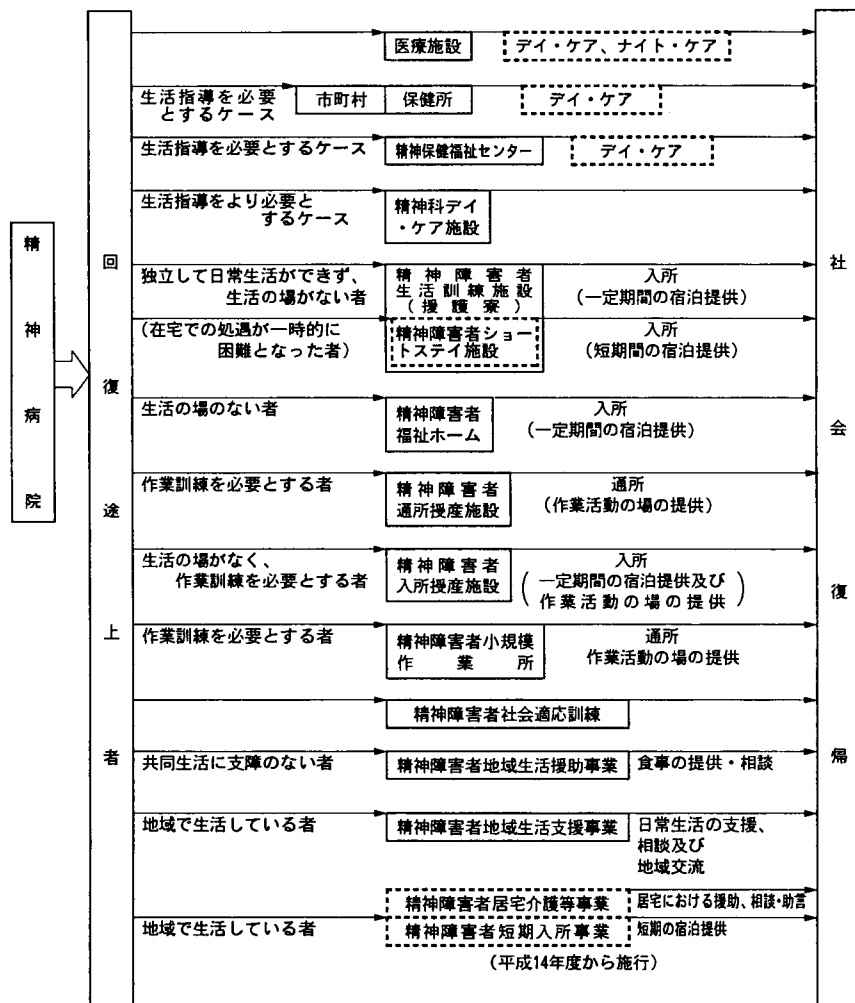 精神病院
回復途上者
医療施設 デイ・ケア、ナイト・ケア
生活指導を必要
とするケース
市町村 保健所 デイ・ケア
生活指導を必要とするケース 精神保健福祉センター デイ・ケア
生活指導をより必要と
するケース
精神科デイ
・ケア施設
独立して日常生活ができず、
生活の場がない者
精神障害者
生活訓練施設
(援護寮)
入所
(一定期間の宿泊提供)
(在宅での処遇が一時的に
困難となった者)
精神障害者ショー
トステイ施設
入所
(短期間の宿泊提供)
生活の場のない者
精神障害者
福祉ホーム
入所
(一定期間の宿泊提供)
作業訓練を必要とする者
精神障害者
通所授産施設
通所
(作業活動の場の提供)
生活の場がなく、
作業訓練を必要とする者
精神障害者
入所授産施設
入所
(一定期間の宿泊提供及び
作業活動の場の提供)
作業訓練を必要とする者
精神障害者小規模
作業所
通所
作業活動の場の提供
精神障害者社会適応訓練
共同生活に支障のない者 精神障害者地域生活援助事業 食事の提供・相談
地域で生活している者 精神障害者地域生活支援事業
日常生活の支援、
相談及び
地域交流
精神障害者居宅介護等事業 居宅における援助、相談・助言
地域で生活している者 精神障害者短期入所事業 短期の宿泊提供
(平成14年度から施行)
社会復帰